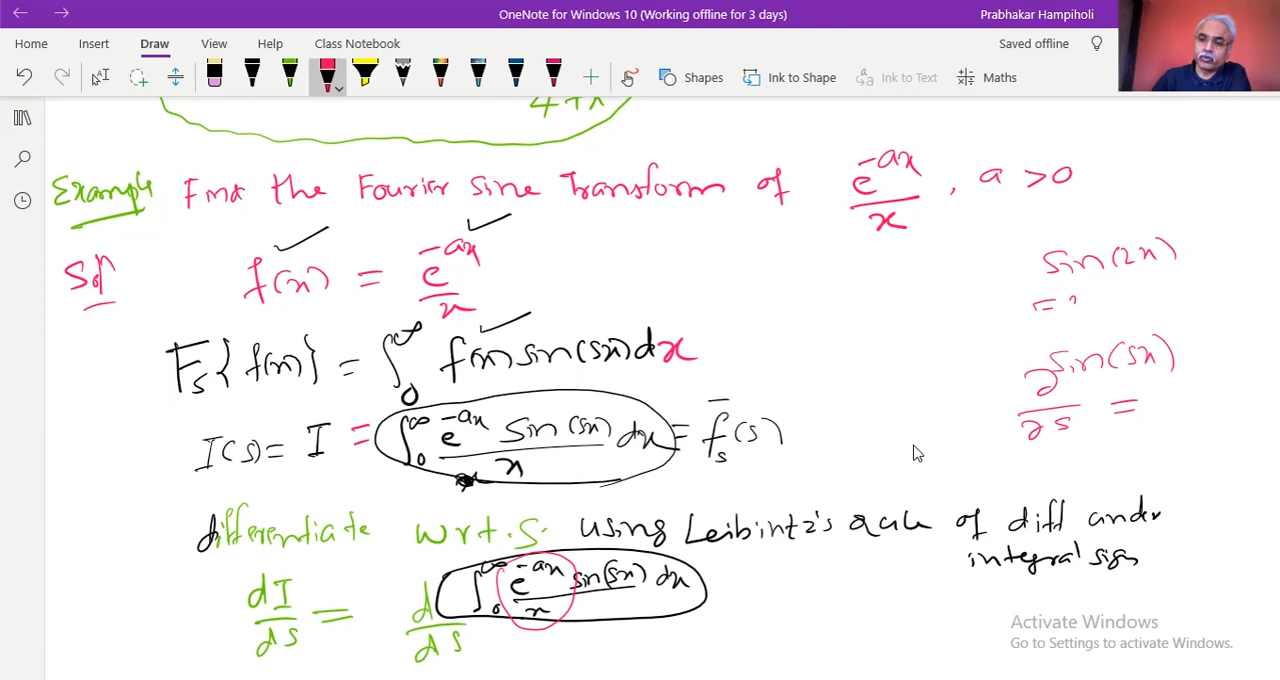 OneNote for Windows 10 (Working offline for 3 days)
Prabhakar Hampiholi
Home Insert Draw View Help Class Notebook
Saved offline
Shapes Ink to Shape Ink to Text Maths
4+x
Example Find the Fourier Sine Transform of e^{-ax}/x , a > 0
Sol f(x) = e^{-ax}/x
sin(2x)
= 2
F_s{f(x)} = ∫_0^∞ f(x) sin(sx) dx
∂/∂s sin(sx) =
I(s) = I = ∫_0^∞ e^{-ax}/x sin(sx) dx = f̄_s(s)
differentiate w.r.t. s. using Leibintz's rule of diff under
integral sign
dI/ds = d/ds ∫_0^∞ e^{-ax}/x sin(sx) dx
Activate Windows
Go to Settings to activate Windows.